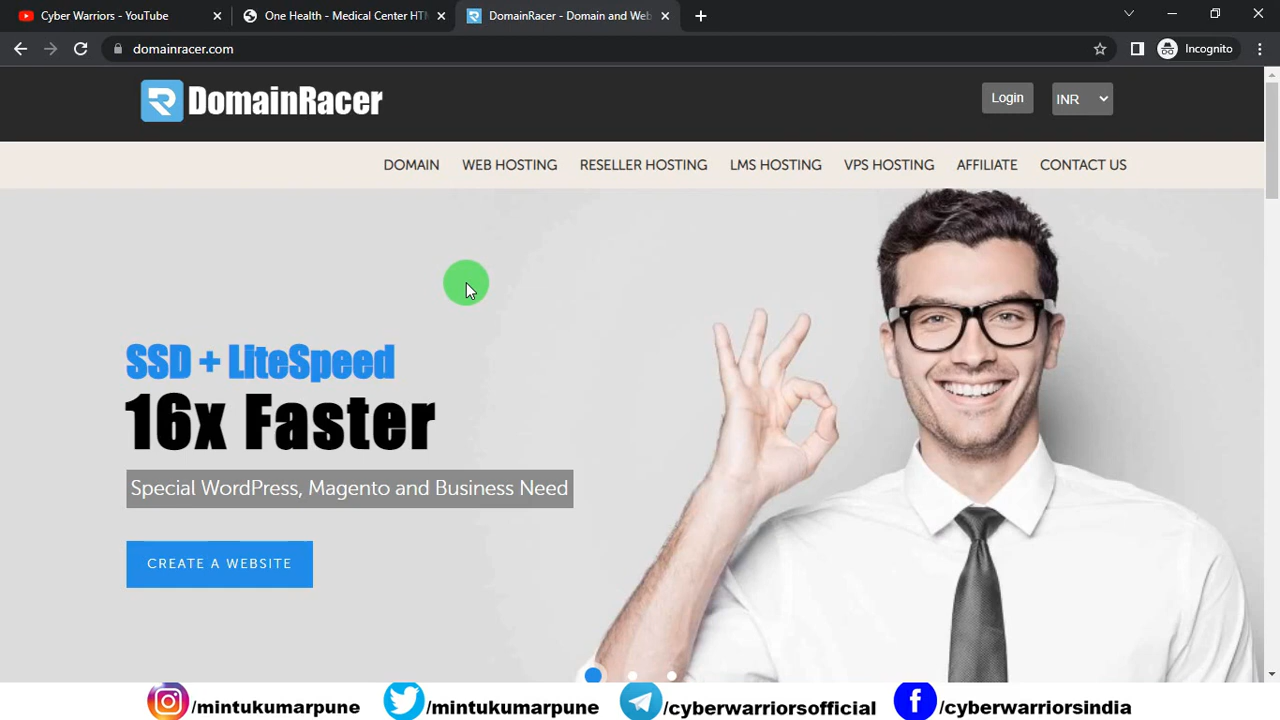 Cyber Warriors - YouTube
One Health - Medical Center HTM
DomainRacer - Domain and Web
domainracer.com
Incognito
DomainRacer
Login
INR
DOMAIN WEB HOSTING RESELLER HOSTING LMS HOSTING VPS HOSTING AFFILIATE CONTACT US
SSD + LiteSpeed
16x Faster
Special WordPress, Magento and Business Need
CREATE A WEBSITE
/mintukumarpune /mintukumarpune /cyberwarriorsofficial /cyberwarriorsindia